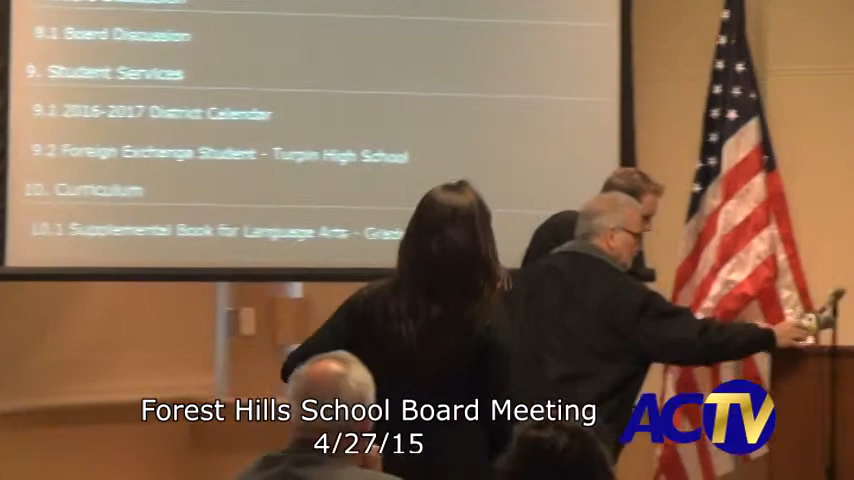 8.1 Board Discussion
9. Student Services
9.1 2016-2017 District Calendar
9.2 Foreign Exchange Student - Turpin High School
10. Curriculum
10.1 Supplemental Book for Language Arts - Grade
Forest Hills School Board Meeting
4/27/15
ACTV